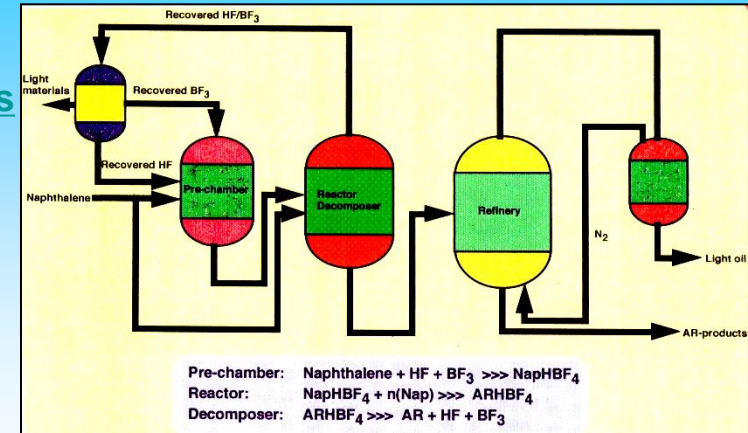 Recovered HF/BF3
Light
materials
s
Recovered BF3
Recovered HF
Naphthalene
Pre-chamber
Reactor
Decomposer
Refinery
N2
Light oil
AR-products
Pre-chamber: Naphthalene + HF + BF3 >>> NapHBF4
Reactor: NapHBF4 + n(Nap) >>> ARHBF4
Decomposer: ARHBF4 >>> AR + HF + BF3